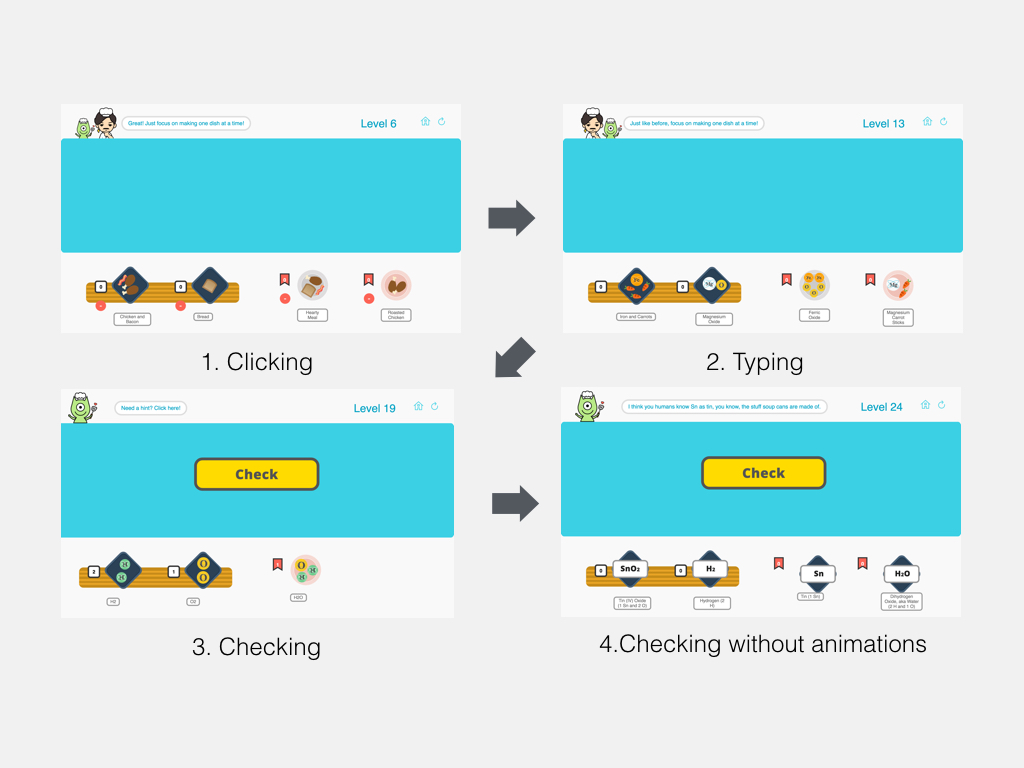 Great! Just focus on making one dish at a time!
Level 6
0
0
Chicken and
Bacon
Bread
Hearty
Meal
Roasted
Chicken
1. Clicking
Just like before, focus on making one dish at a time!
Level 13
0
0
Fe
Mg
O
Fe
Fe
O
O
O
Mg
Iron and Carrots
Magnesium
Oxide
Ferric
Oxide
Magnesium
Carrot
Sticks
2. Typing
Need a hint? Click here!
Level 19
Check
2
H
H
1
O
O
O
H
H
H2
O2
H2O
3. Checking
I think you humans know Sn as tin, you know, the stuff soup cans are made of.
Level 24
Check
0
SnO₂
0
H₂
Sn
H₂O
Tin (IV) Oxide
(1 Sn and 2 O)
Hydrogen (2
H)
Tin (1 Sn)
Dihydrogen
Oxide, aka Water
(2 H and 1 O)
4.Checking without animations